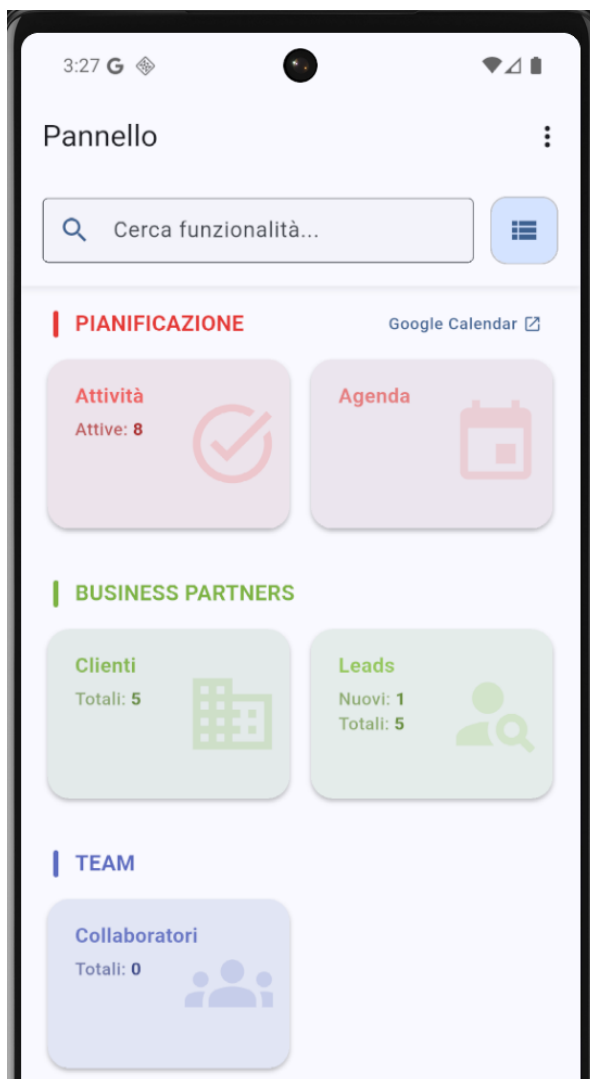 3:27 G
Pannello
Cerca funzionalità...
PIANIFICAZIONE
Google Calendar
Attività
Attive: 8
Agenda
BUSINESS PARTNERS
Clienti
Totali: 5
Leads
Nuovi: 1
Totali: 5
TEAM
Collaboratori
Totali: 0